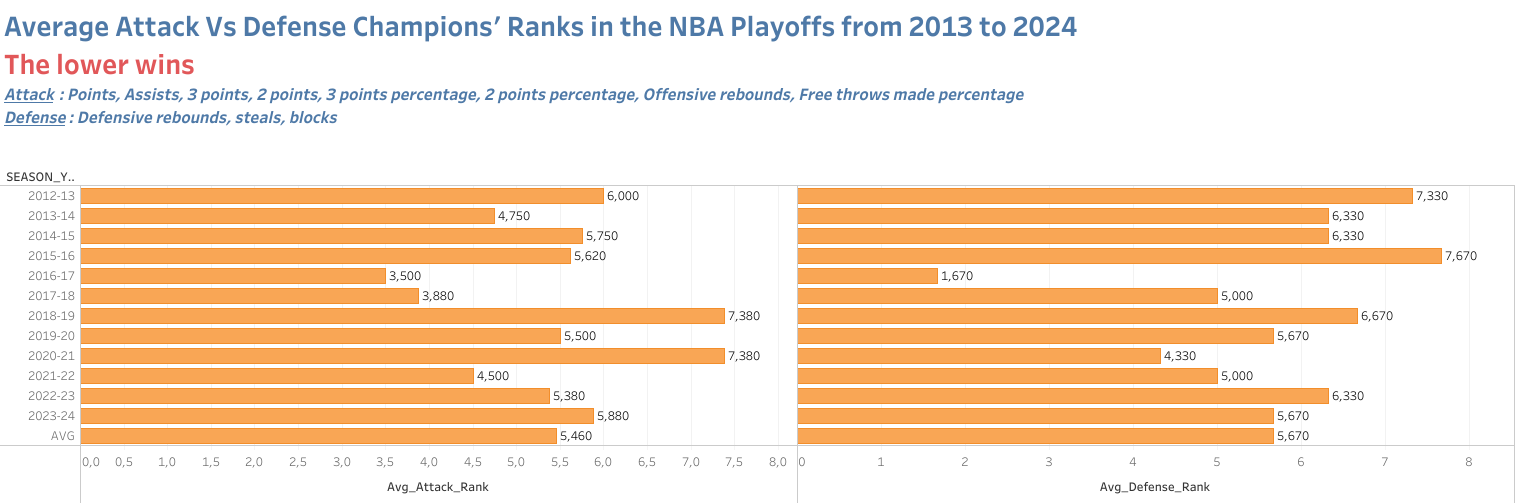 Average Attack Vs Defense Champions’ Ranks in the NBA Playoffs from 2013 to 2024
The lower wins
Attack : Points, Assists, 3 points, 2 points, 3 points percentage, 2 points percentage, Offensive rebounds, Free throws made percentage
Defense : Defensive rebounds, steals, blocks
SEASON_Y..
2012-13 6,000 7,330
2013-14 4,750 6,330
2014-15 5,750 6,330
2015-16 5,620 7,670
2016-17 3,500 1,670
2017-18 3,880 5,000
2018-19 7,380 6,670
2019-20 5,500 5,670
2020-21 7,380 4,330
2021-22 4,500 5,000
2022-23 5,380 6,330
2023-24 5,880 5,670
AVG 5,460 5,670
0,0 0,5 1,0 1,5 2,0 2,5 3,0 3,5 4,0 4,5 5,0 5,5 6,0 6,5 7,0 7,5 8,0 0 1 2 3 4 5 6 7 8
Avg_Attack_Rank Avg_Defense_Rank